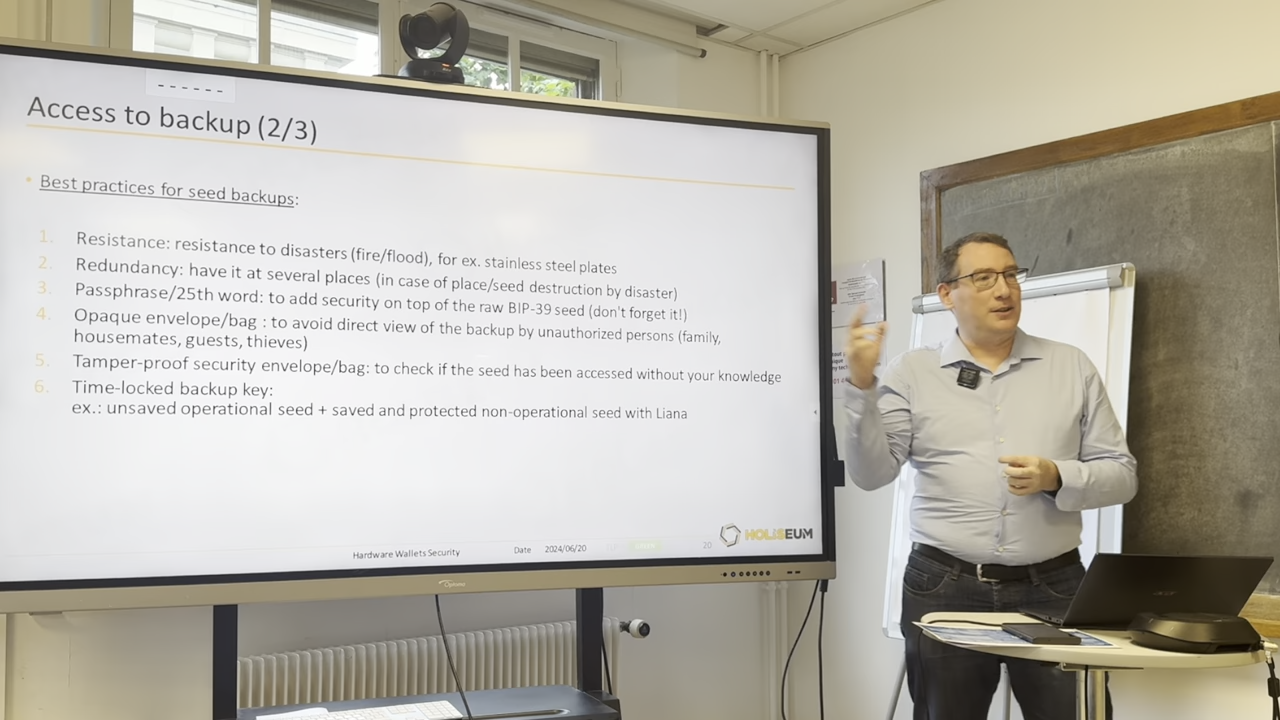 ------
Access to backup (2/3)
• Best practices for seed backups:
1. Resistance: resistance to disasters (fire/flood), for ex. stainless steel plates
2. Redundancy: have it at several places (in case of place/seed destruction by disaster)
3. Passphrase/25th word: to add security on top of the raw BIP-39 seed (don't forget it!)
4. Opaque envelope/bag : to avoid direct view of the backup by unauthorized persons (family,
housemates, guests, thieves)
5. Tamper-proof security envelope/bag: to check if the seed has been accessed without your knowledge
6. Time-locked backup key:
ex.: unsaved operational seed + saved and protected non-operational seed with Liana
Hardware Wallets Security Date 2024/06/20 20 HOLISEUM
Optoma
acer